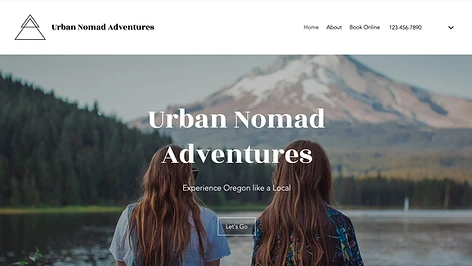 Urban Nomad Adventures
Home About Book Online 123-456-7890
Urban Nomad
Adventures
Experience Oregon like a Local
Let's Go